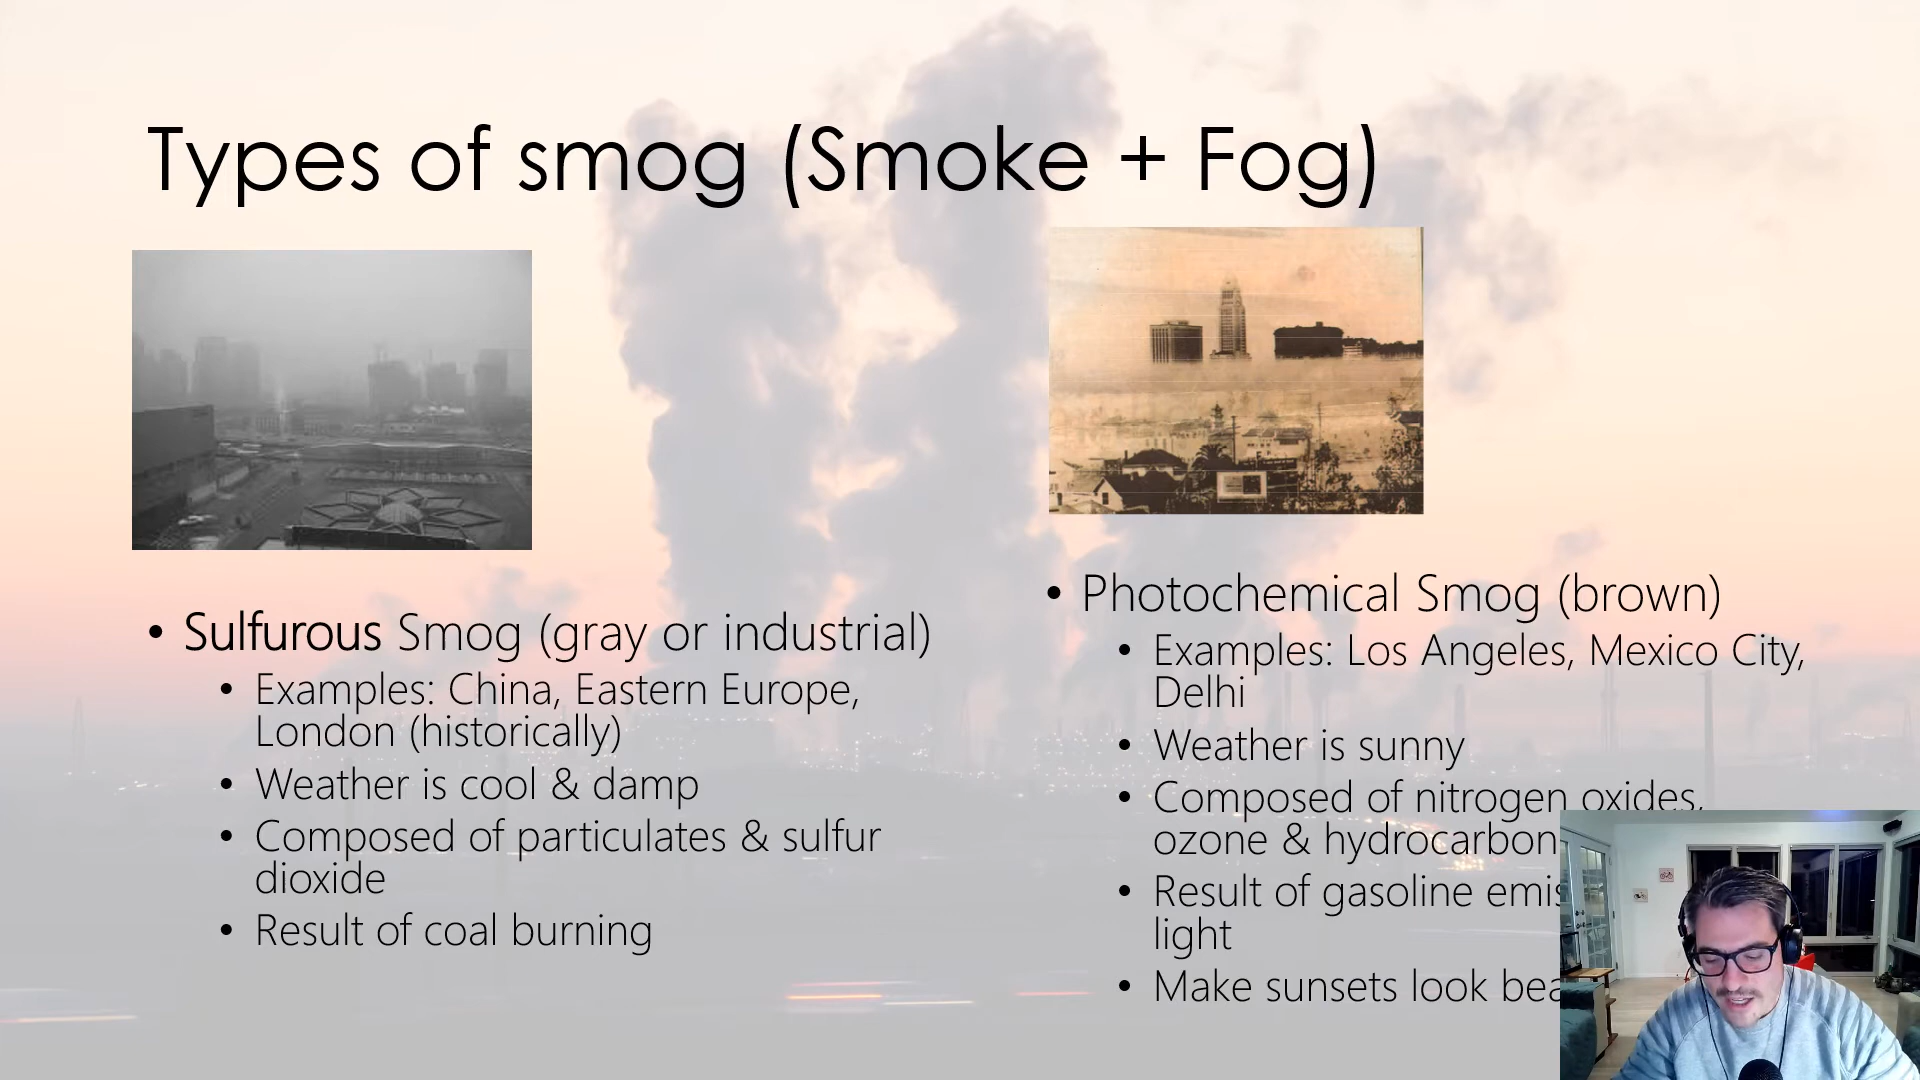 Types of smog (Smoke + Fog)
• Sulfurous Smog (gray or industrial)
• Examples: China, Eastern Europe,
London (historically)
• Weather is cool & damp
• Composed of particulates & sulfur
dioxide
• Result of coal burning
• Photochemical Smog (brown)
• Examples: Los Angeles, Mexico City,
Delhi
• Weather is sunny
• Composed of nitrogen oxides,
ozone & hydrocarbon
• Result of gasoline
light
• Make sunsets look